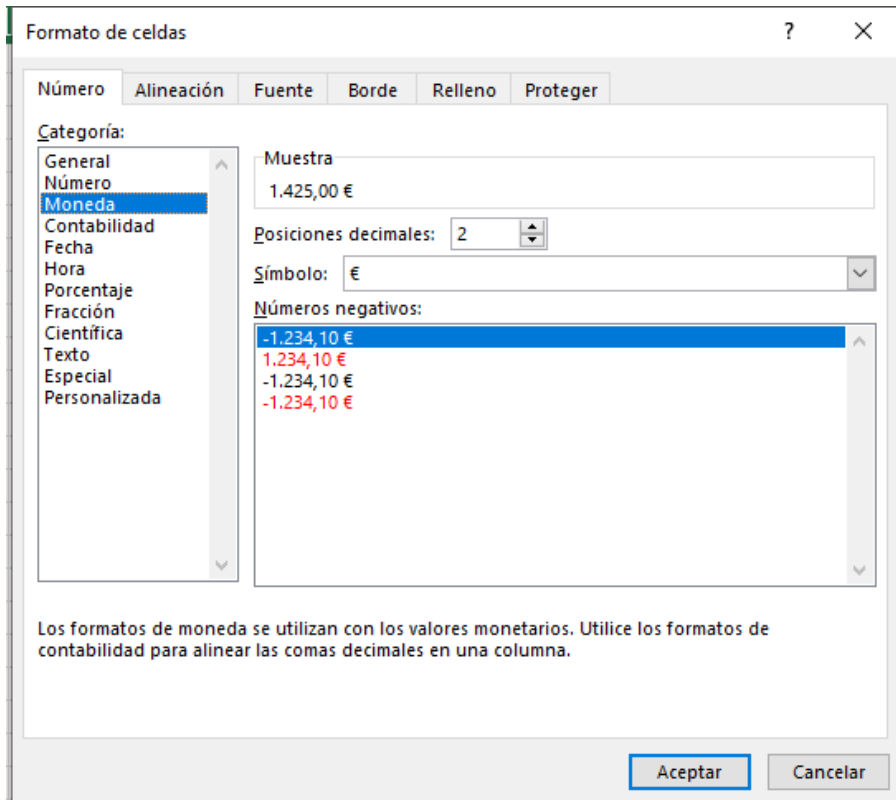 Formato de celdas
?
Número Alineación Fuente Borde Relleno Proteger
Categoría:
General
Número
Moneda
Contabilidad
Fecha
Hora
Porcentaje
Fracción
Científica
Texto
Especial
Personalizada
Muestra
1.425,00 €
Posiciones decimales: 2
Símbolo: €
Números negativos:
-1.234,10 €
1.234,10 €
-1.234,10 €
-1.234,10 €
Los formatos de moneda se utilizan con los valores monetarios. Utilice los formatos de
contabilidad para alinear las comas decimales en una columna.
Aceptar Cancelar